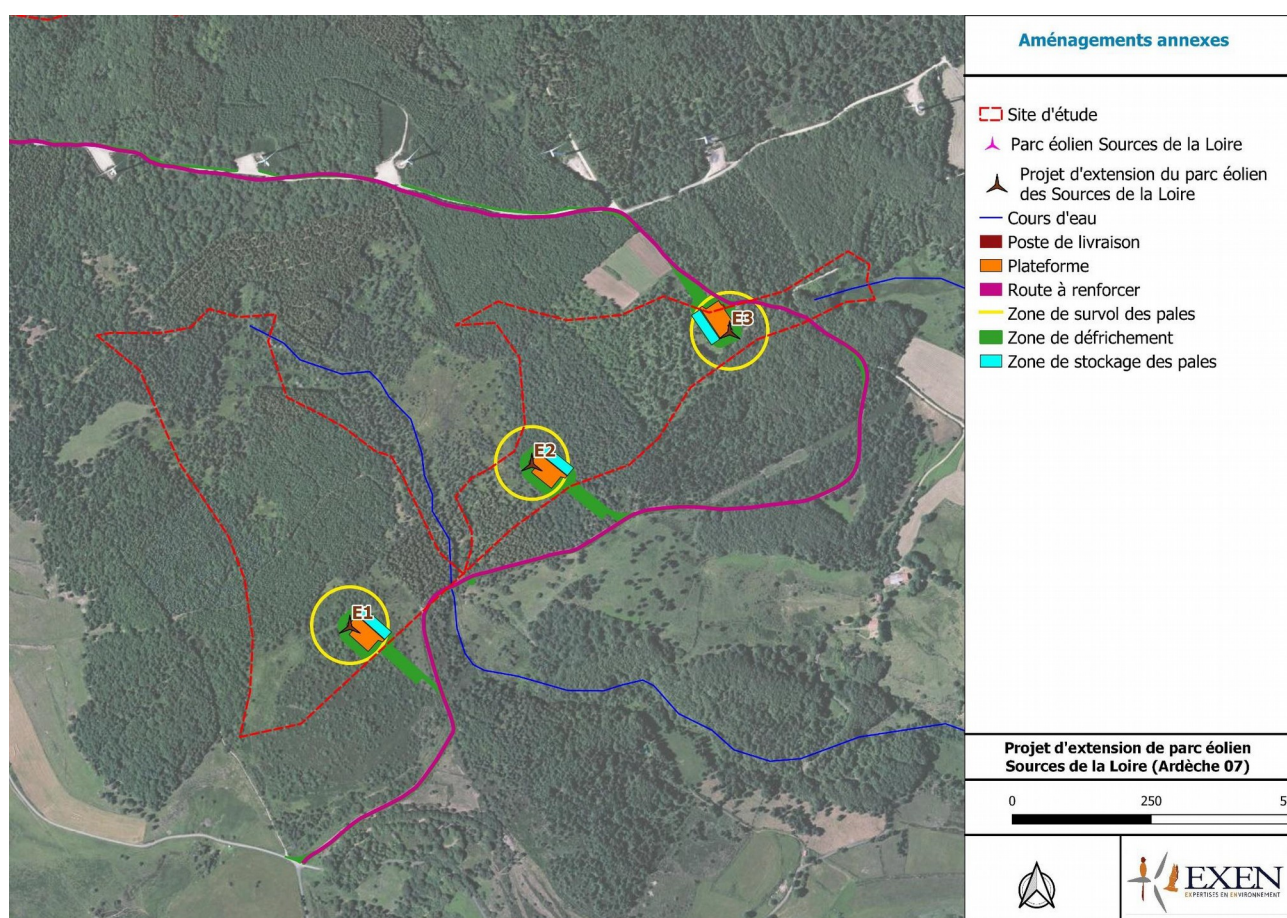 Aménagements annexes
Site d'étude
Parc éolien Sources de la Loire
Projet d'extension du parc éolien
des Sources de la Loire
Cours d'eau
Poste de livraison
Plateforme
Route à renforcer
Zone de survol des pales
Zone de défrichement
Zone de stockage des pales
E3
E2
E1
Projet d'extension de parc éolien
Sources de la Loire (Ardèche 07)
0 250 5
EXEN
EXPERTISES EN ENVIRONNEMENT